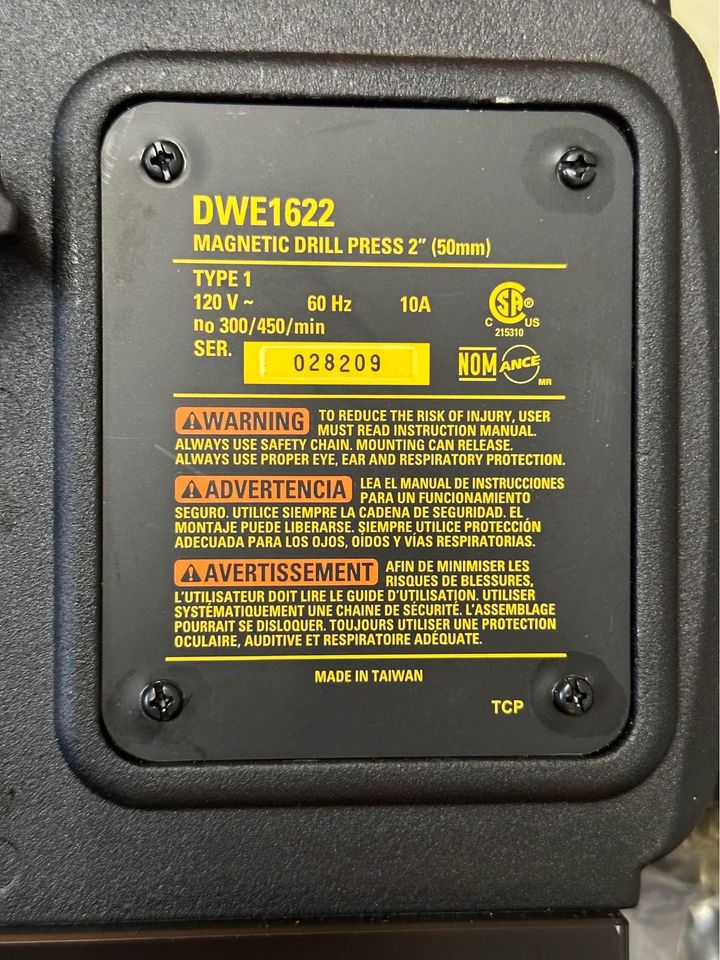 DWE1622
MAGNETIC DRILL PRESS 2" (50mm)
TYPE 1
120 V ~ 60 Hz 10A
no 300/450/min
SER. 028209
C SA ® US
215310
NOM ANCE MR
WARNING TO REDUCE THE RISK OF INJURY, USER
MUST READ INSTRUCTION MANUAL.
ALWAYS USE SAFETY CHAIN. MOUNTING CAN RELEASE.
ALWAYS USE PROPER EYE, EAR AND RESPIRATORY PROTECTION.
ADVERTENCIA LEA EL MANUAL DE INSTRUCCIONES
PARA UN FUNCIONAMIENTO
SEGURO. UTILICE SIEMPRE LA CADENA DE SEGURIDAD. EL
MONTAJE PUEDE LIBERARSE. SIEMPRE UTILICE PROTECCIÓN
ADECUADA PARA LOS OJOS, OÍDOS Y VÍAS RESPIRATORIAS.
AVERTISSEMENT AFIN DE MINIMISER LES
RISQUES DE BLESSURES,
L'UTILISATEUR DOIT LIRE LE GUIDE D'UTILISATION. UTILISER
SYSTÉMATIQUEMENT UNE CHAINE DE SÉCURITÉ. L'ASSEMBLAGE
POURRAIT SE DISLOQUER. TOUJOURS UTILISER UNE PROTECTION
OCULAIRE, AUDITIVE ET RESPIRATOIRE ADÉQUATE.
MADE IN TAIWAN
TCP